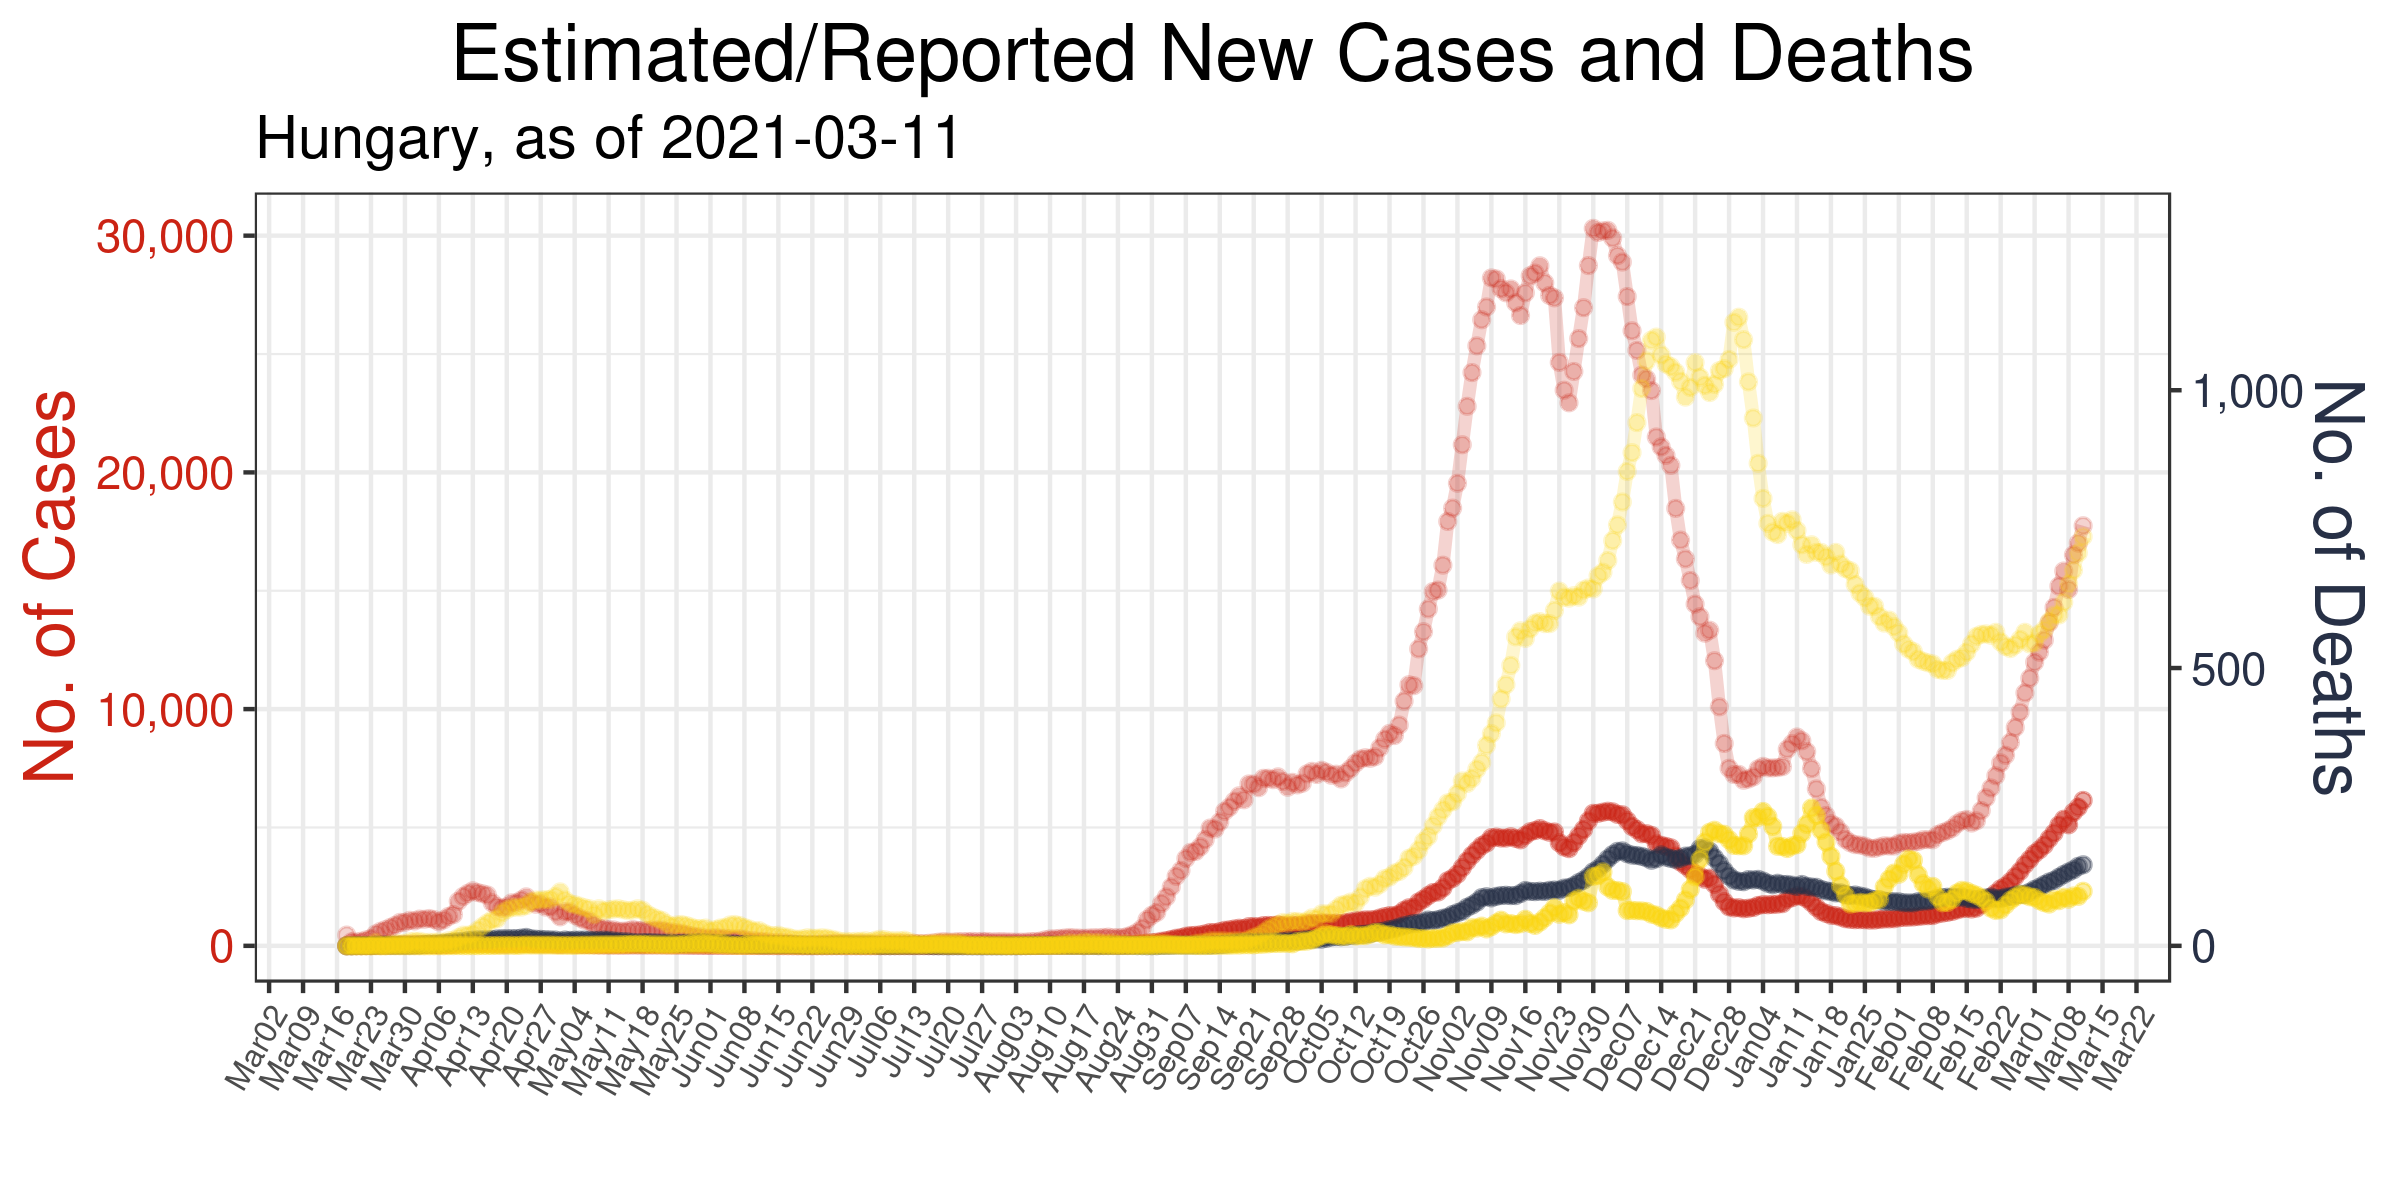 Estimated/Reported New Cases and Deaths
Hungary, as of 2021-03-11
No. of Cases
30,000
20,000
10,000
0
No. of Deaths
1,000
500
0
Mar02
Mar09
Mar16
Mar23
Mar30
Apr06
Apr13
Apr20
Apr27
May04
May11
May18
May25
Jun01
Jun08
Jun15
Jun22
Jun29
Jul06
Jul13
Jul20
Jul27
Aug03
Aug10
Aug17
Aug24
Aug31
Sep07
Sep14
Sep21
Sep28
Oct05
Oct12
Oct19
Oct26
Nov02
Nov09
Nov16
Nov23
Nov30
Dec07
Dec14
Dec21
Dec28
Jan04
Jan11
Jan18
Jan25
Feb01
Feb08
Feb15
Feb22
Mar01
Mar08
Mar15
Mar22